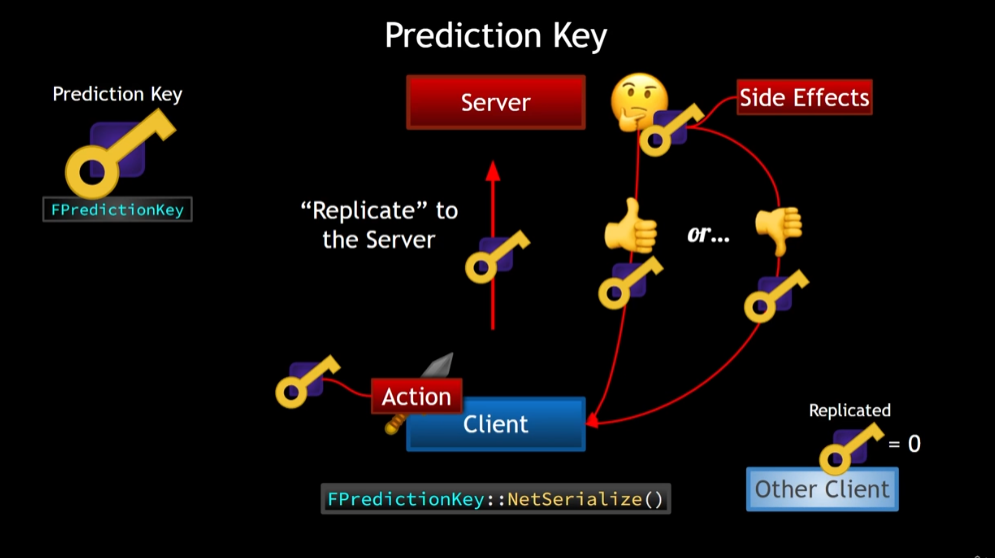 Prediction Key
Prediction Key
FPredictionKey
Server
Side Effects
“Replicate” to
the Server
or...
Action
Client
Replicated
= 0
Other Client
FPredictionKey::NetSerialize()